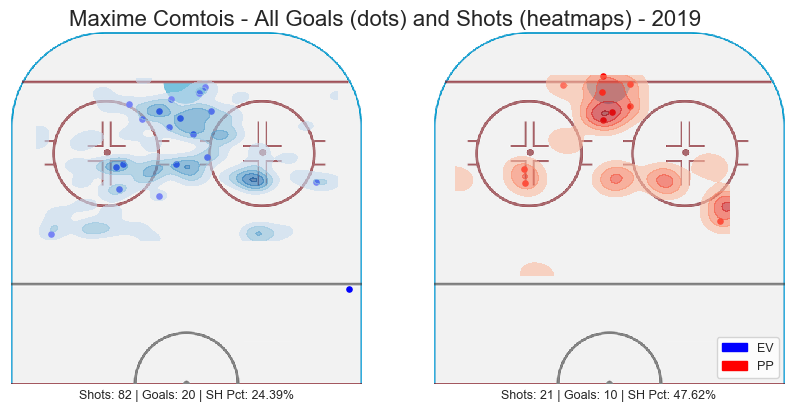 Maxime Comtois - All Goals (dots) and Shots (heatmaps) - 2019
EV
PP
Shots: 82 | Goals: 20 | SH Pct: 24.39%
Shots: 21 | Goals: 10 | SH Pct: 47.62%